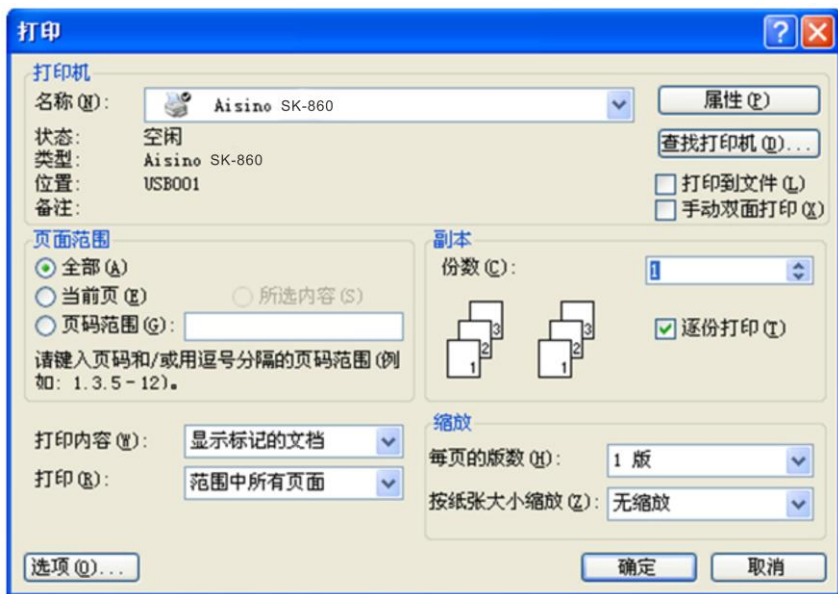 打印
打印机
名称(N): Aisino SK-860
属性(P)
状态: 空闲
查找打印机(D)...
类型: Aisino SK-860
位置: USB001
打印到文件(L)
备注:
手动双面打印(X)
页面范围
全部(A)
当前页(E) 所选内容(S)
页码范围(G):
请键入页码和/或用逗号分隔的页码范围(例
如: 1.3.5-12)。
副本
份数(C): 1
1 2 3 1 2 3
逐份打印(T)
打印内容(W): 显示标记的文档
打印(R): 范围中所有页面
缩放
每页的版数(H): 1 版
按纸张大小缩放(Z): 无缩放
选项(O)...
确定 取消